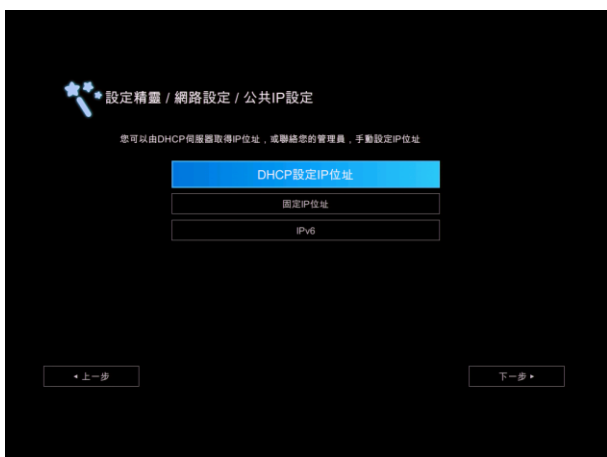 設定精靈 / 網路設定 / 公共IP設定
您可以由DHCP伺服器取得IP位址，或聯絡您的管理員，手動設定IP位址
DHCP設定IP位址
固定IP位址
IPv6
◂ 上一步
下一步 ▸